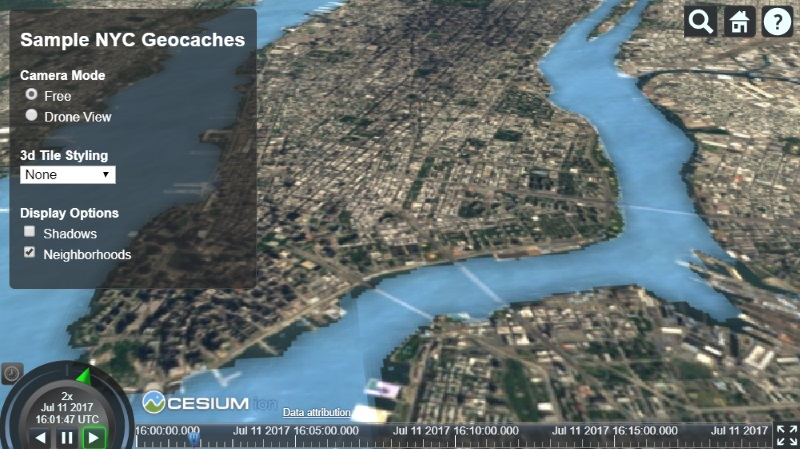 Sample NYC Geocaches
Camera Mode
Free
Drone View
3d Tile Styling
None
Display Options
Shadows
Neighborhoods
?
2x
Jul 11 2017
16:01:47 UTC
CESIUM ion
Data attribution
16:00:00.000 Jul 11 2017 16:05:00.000 Jul 11 2017 16:10:00.000 Jul 11 2017 16:15:00.000 Jul 11 2017